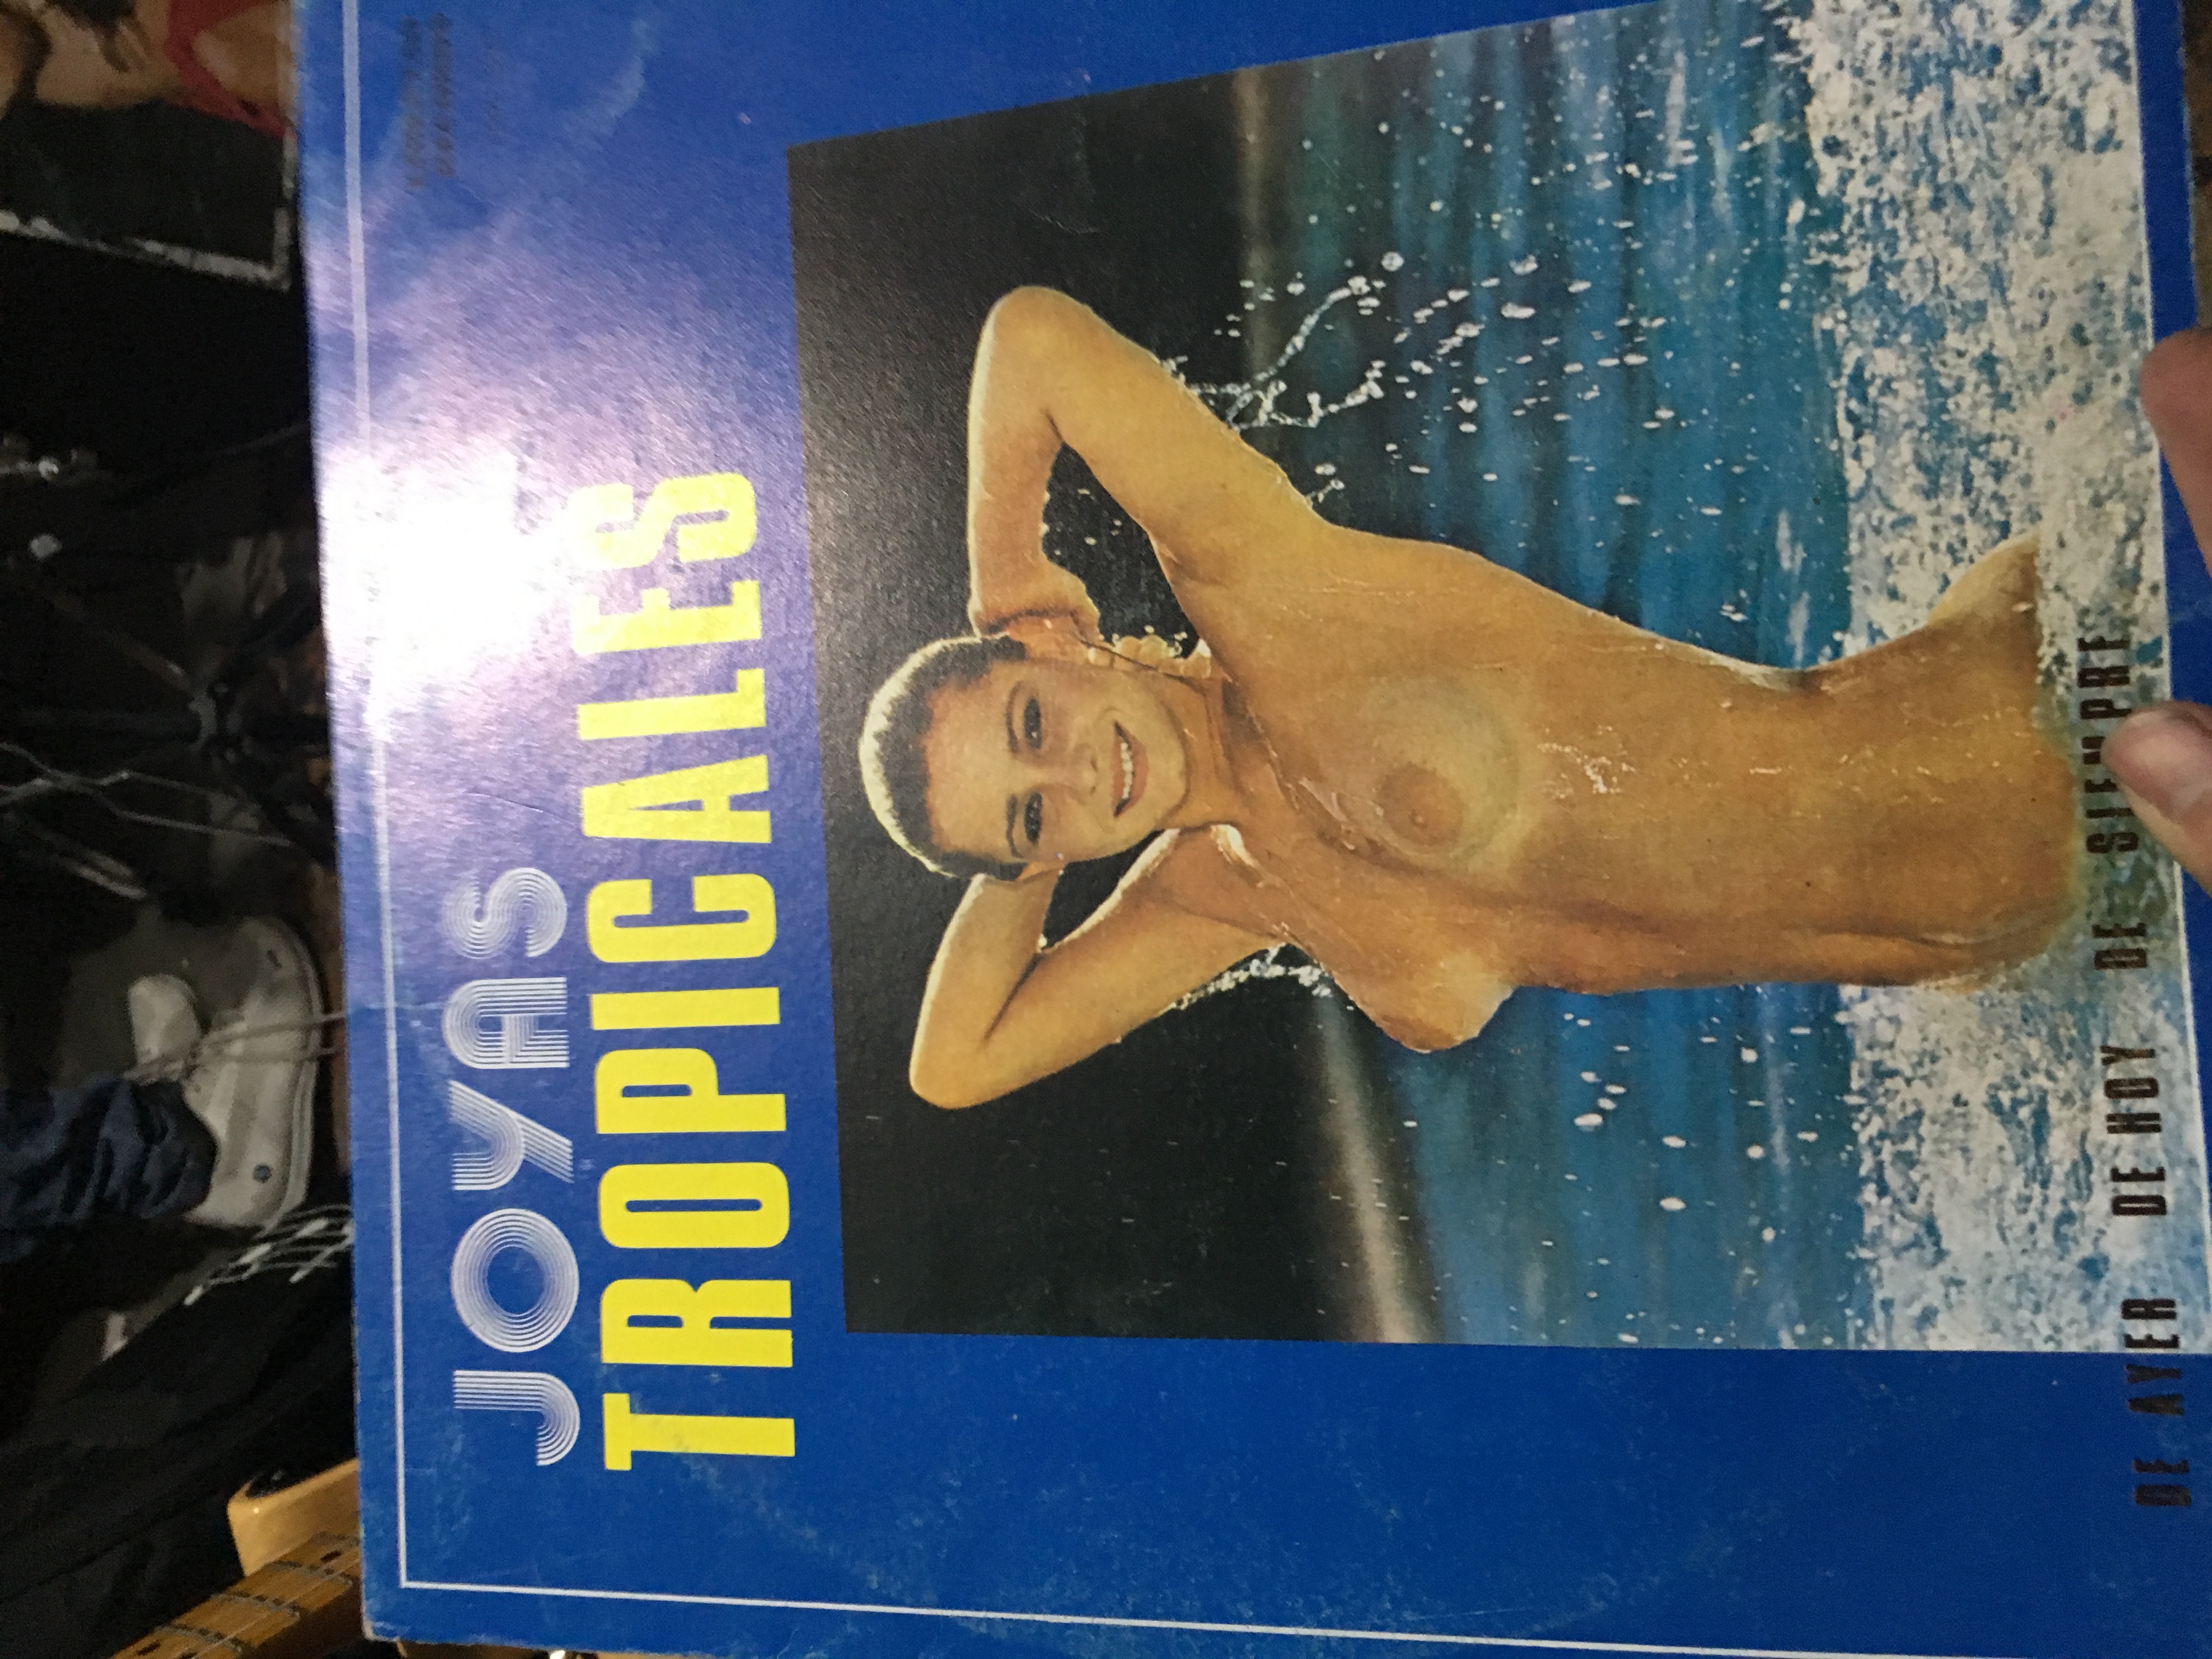 JOYAS
TROPICALES
DE AYER DE HOY DE SIEMPRE